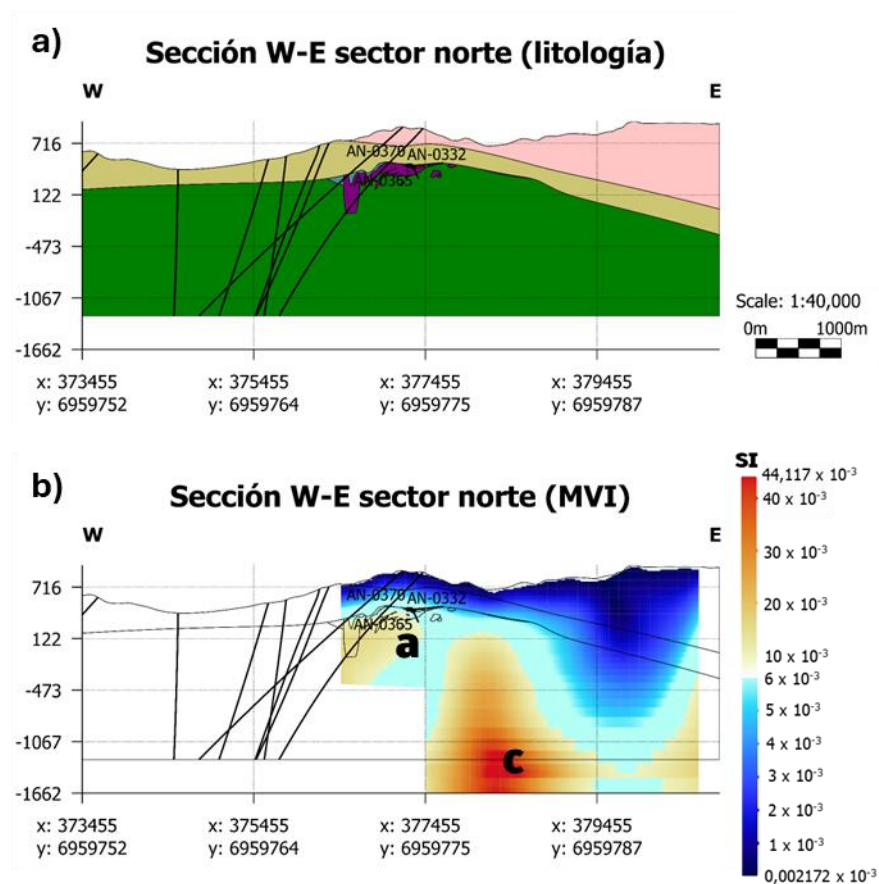 a)
Sección W-E sector norte (litología)
W
E
716
122
-473
-1067
-1662
AN-0379 AN-0332
AN-0365
Scale: 1:40,000
0m 1000m
x: 373455 x: 375455 x: 377455 x: 379455
y: 6959752 y: 6959764 y: 6959775 y: 6959787
b)
Sección W-E sector norte (MVI)
W
E
716
122
-473
-1067
-1662
AN-0379 AN-0332
AN-0365
a
c
x: 373455 x: 375455 x: 377455 x: 379455
y: 6959752 y: 6959764 y: 6959775 y: 6959787
SI
44,117 x 10⁻³
40 x 10⁻³
30 x 10⁻³
20 x 10⁻³
10 x 10⁻³
6 x 10⁻³
5 x 10⁻³
4 x 10⁻³
3 x 10⁻³
2 x 10⁻³
1 x 10⁻³
0,002172 x 10⁻³